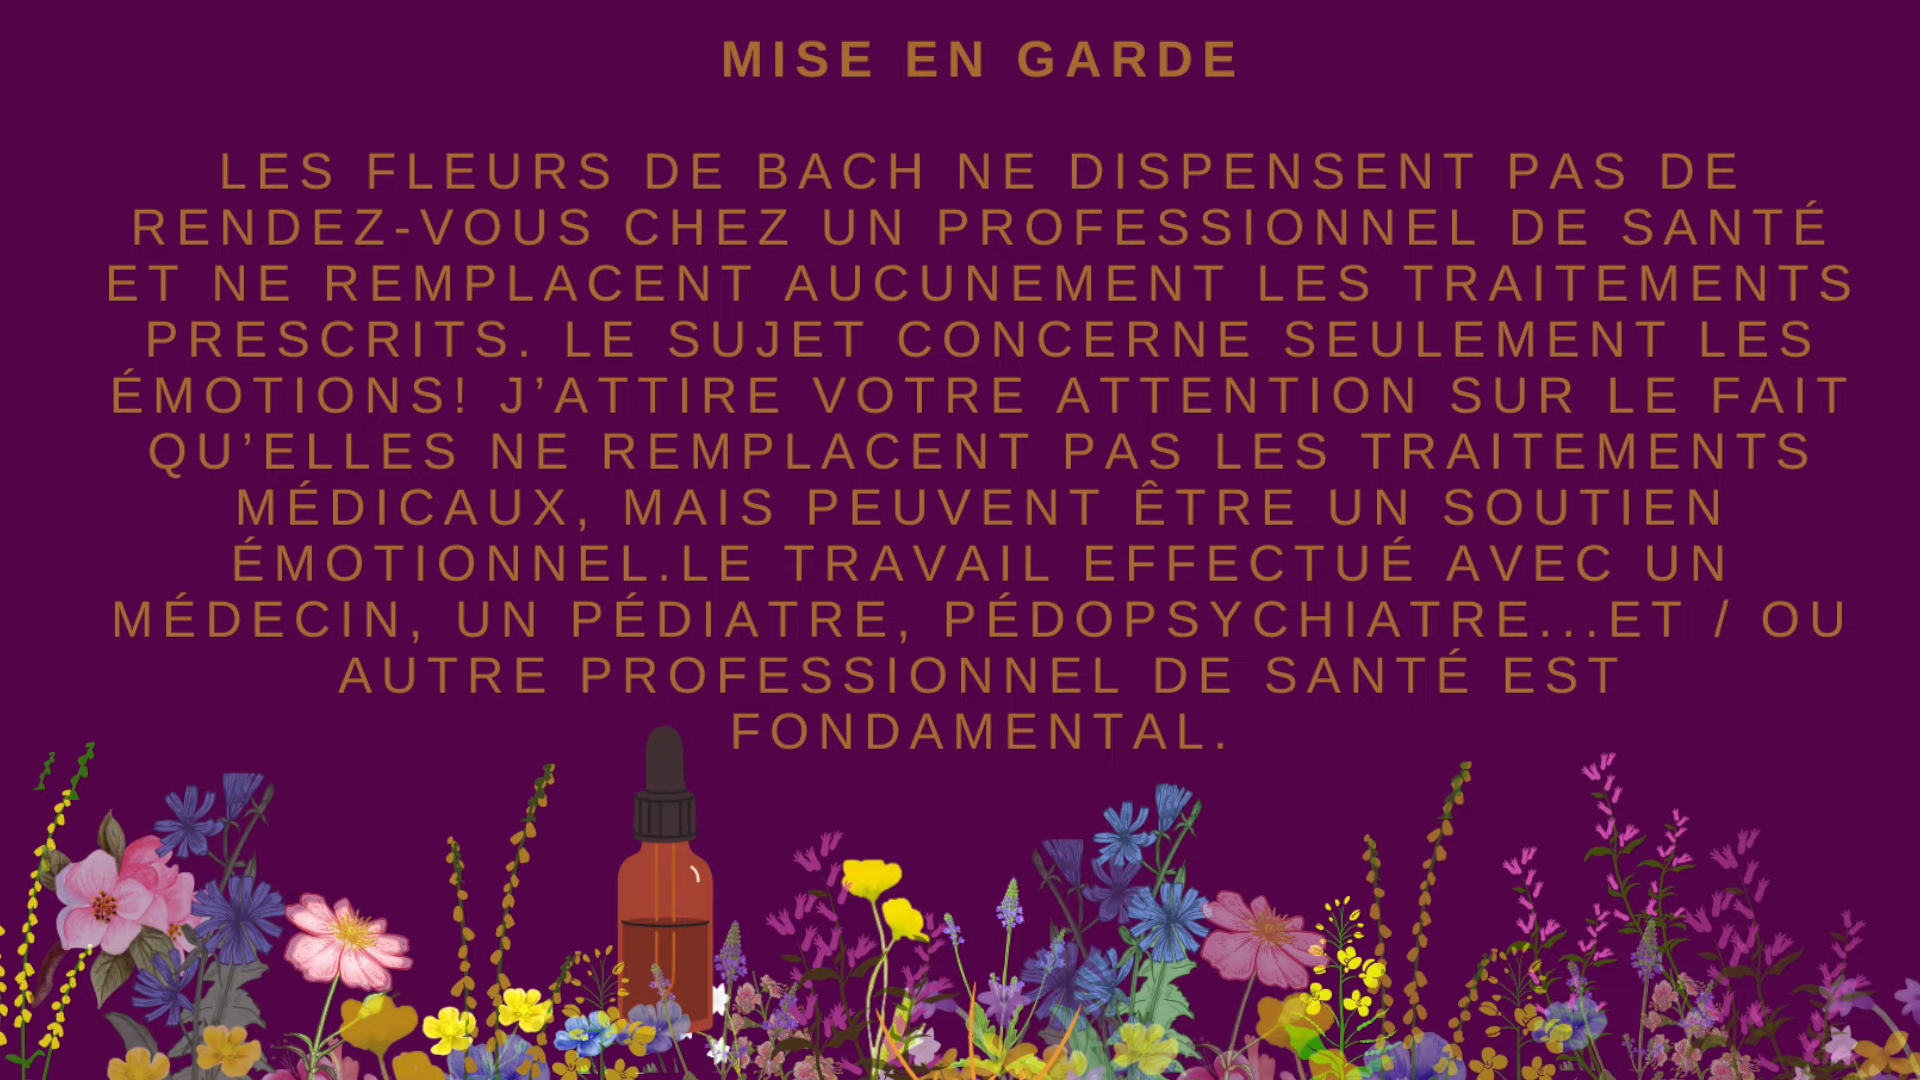 MISE EN GARDE
LES FLEURS DE BACH NE DISPENSENT PAS DE
RENDEZ-VOUS CHEZ UN PROFESSIONNEL DE SANTÉ
ET NE REMPLACENT AUCUNEMENT LES TRAITEMENTS
PRESCRITS. LE SUJET CONCERNE SEULEMENT LES
ÉMOTIONS! J’ATTIRE VOTRE ATTENTION SUR LE FAIT
QU’ELLES NE REMPLACENT PAS LES TRAITEMENTS
MÉDICAUX, MAIS PEUVENT ÊTRE UN SOUTIEN
ÉMOTIONNEL.LE TRAVAIL EFFECTUÉ AVEC UN
MÉDECIN, UN PÉDIATRE, PÉDOPSYCHIATRE...ET / OU
AUTRE PROFESSIONNEL DE SANTÉ EST
FONDAMENTAL.